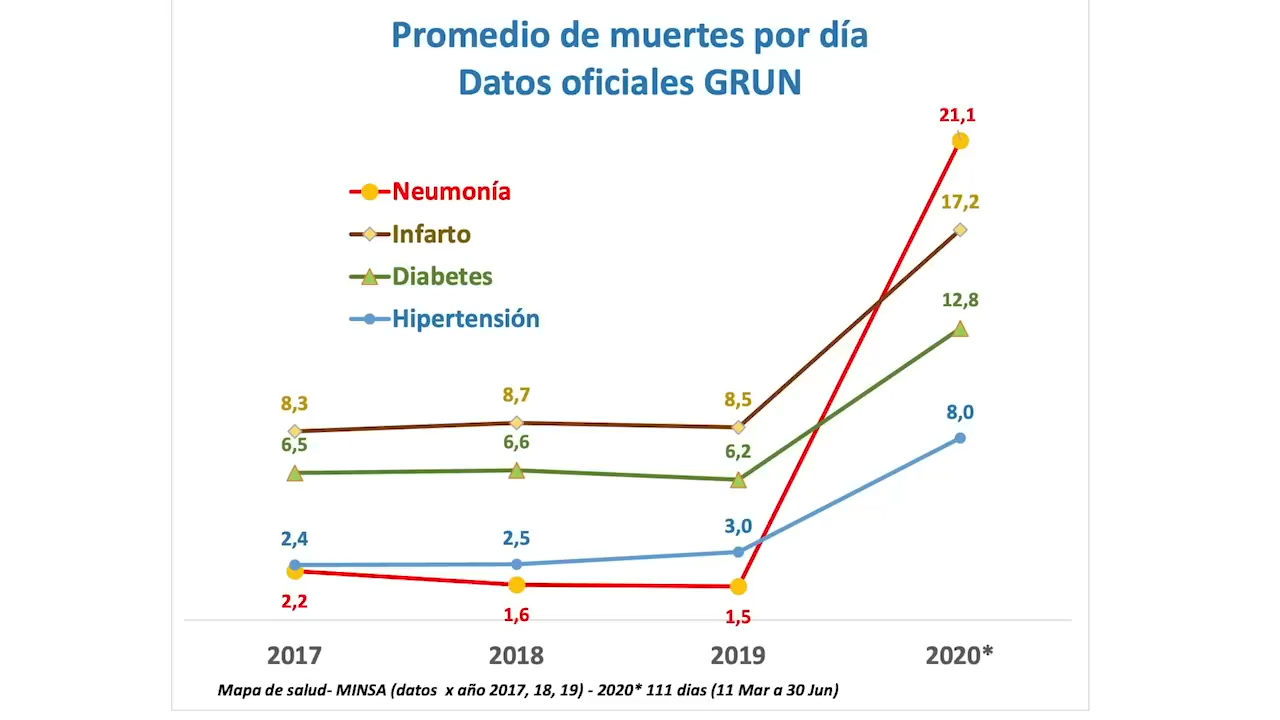 Promedio de muertes por día
Datos oficiales GRUN
21,1
Neumonía
17,2
Infarto
Diabetes
12,8
Hipertensión
8,3
8,7
8,5
8,0
6,5
6,6
6,2
2,4
2,5
3,0
2,2
1,6
1,5
2017 2018 2019 2020*
Mapa de salud- MINSA (datos x año 2017, 18, 19) - 2020* 111 dias (11 Mar a 30 Jun)